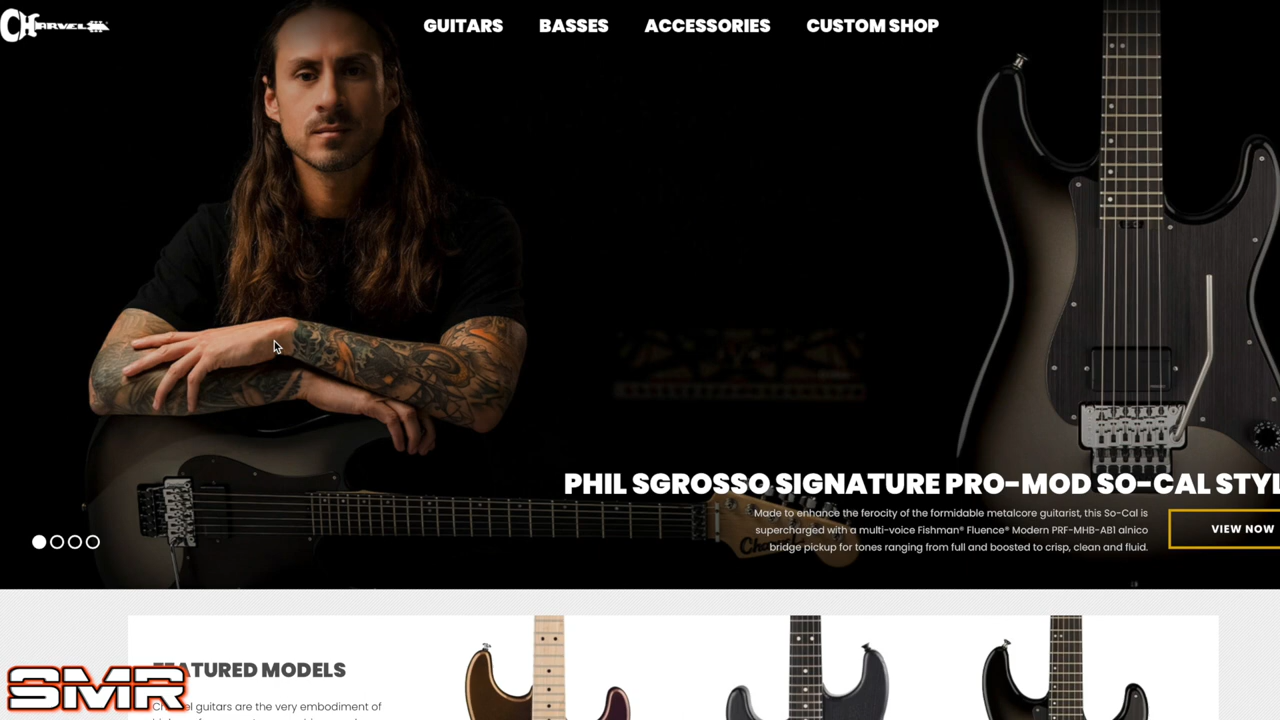 CHARVEL
GUITARS BASSES ACCESSORIES CUSTOM SHOP
PHIL SGROSSO SIGNATURE PRO-MOD SO-CAL STYL
Made to enhance the ferocity of the formidable metalcore guitarist, this So-Cal is
supercharged with a multi-voice Fishman® Fluence® Modern PRF-MHB-AB1 alnico
bridge pickup for tones ranging from full and boosted to crisp, clean and fluid.
VIEW NOW
Charvel
FEATURED MODELS
Charvel guitars are the very embodiment of
SMR